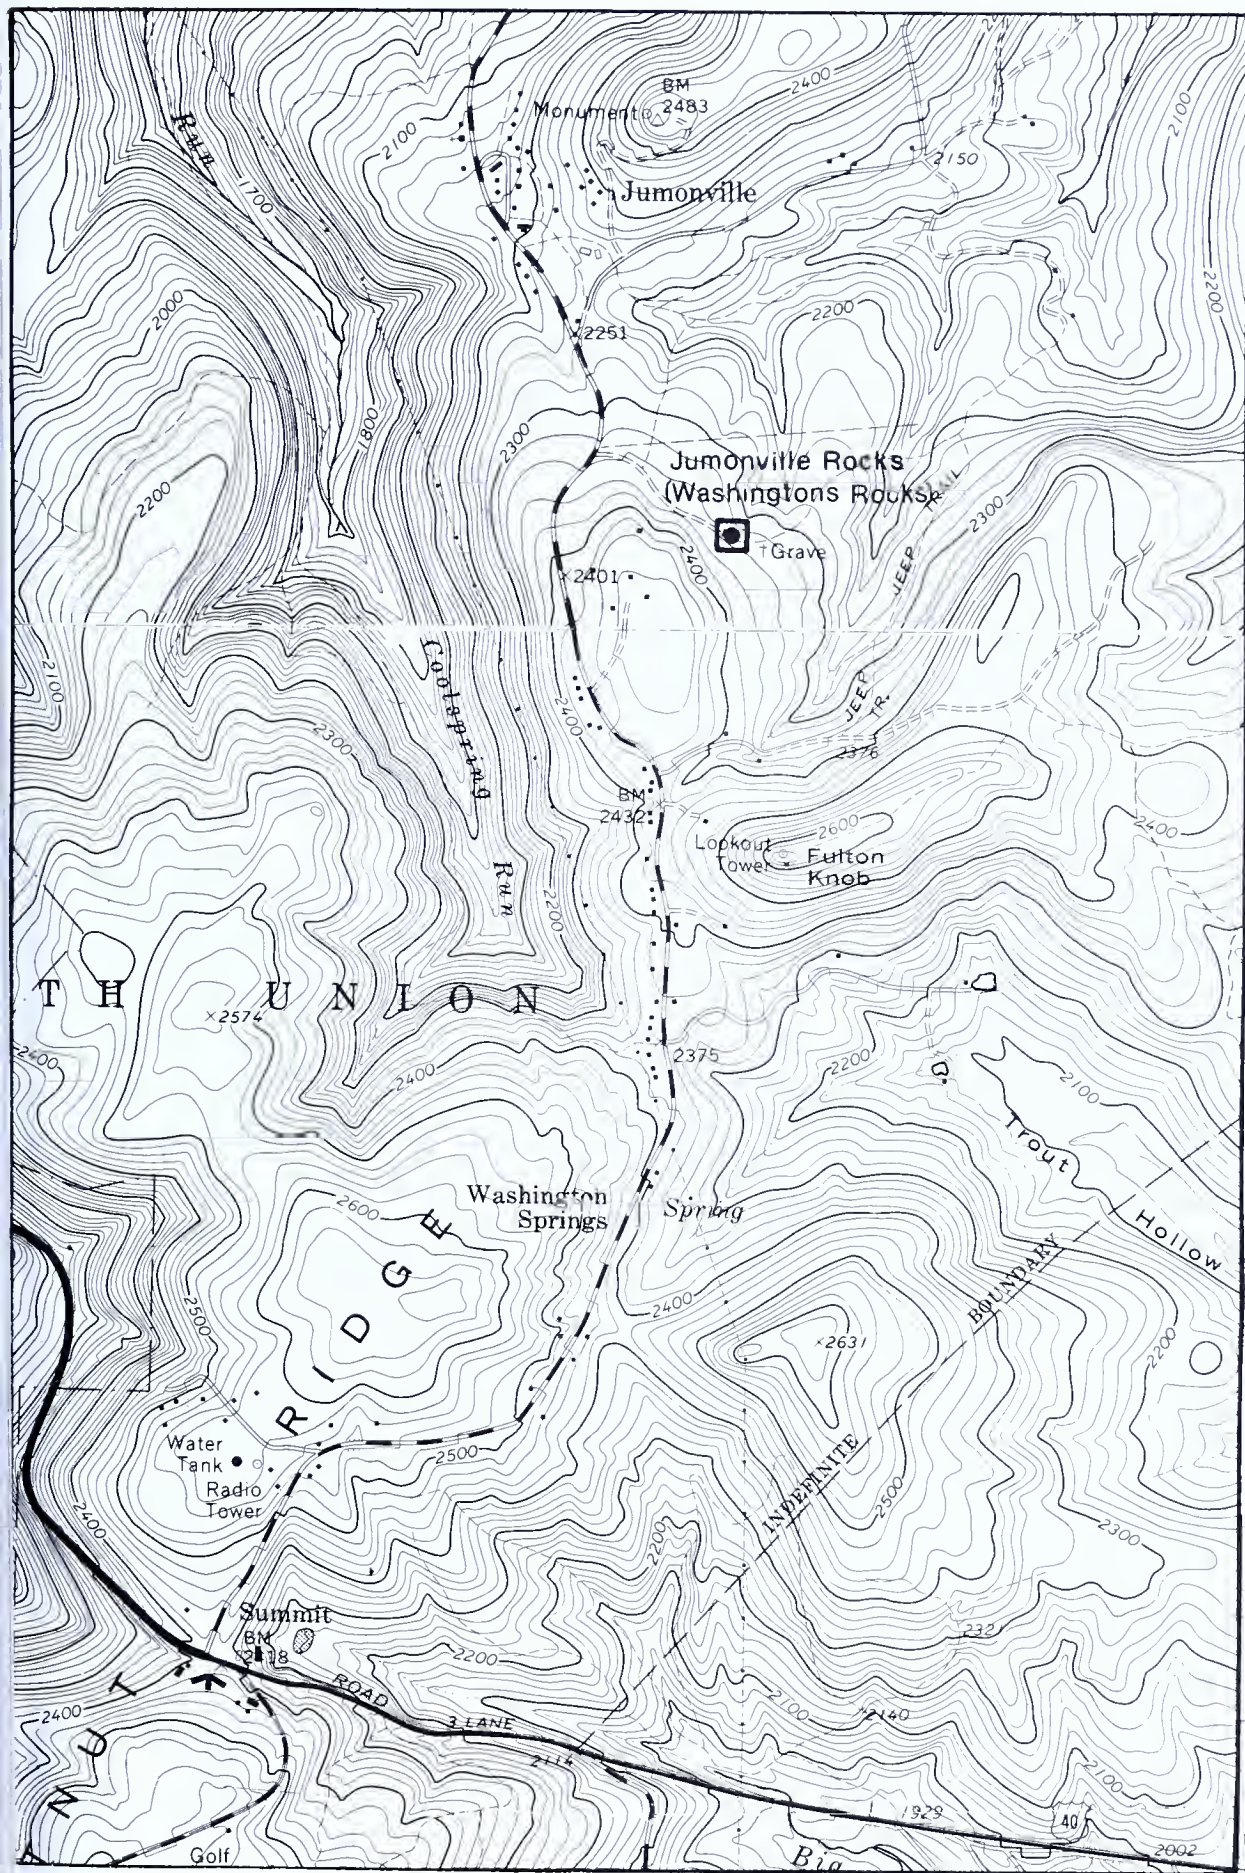 BM
2483
Monument
2400
2100
2100
Run
2150
1700
Jumonville
2200
2000
2200
2251
1800
2300
Jumonville Rocks
(Washingtons Rocks)
TRAIL
2200
2300
Grave
2400
2401
JEEP
2100
Coolspring
JEEP
TR.
2400
2300
2376
BM
2432
2600
2400
Lookout
Tower
Fulton
Knob
Run
2200
TH UNION
2574
2400
2375
2200
2400
2100
Trout
Washington
Springs
Spring
2600
Hollow
RIDGE
BOUNDARY
2500
2400
2631
2200
Water
Tank
2500
INDEFINITE
Radio
Tower
2500
2400
2200
2300
Summit
BM
2321
2200
ROAD
NUT
2400
3 LANE
2140
2114
2100
1929
40
2002
Golf
Big